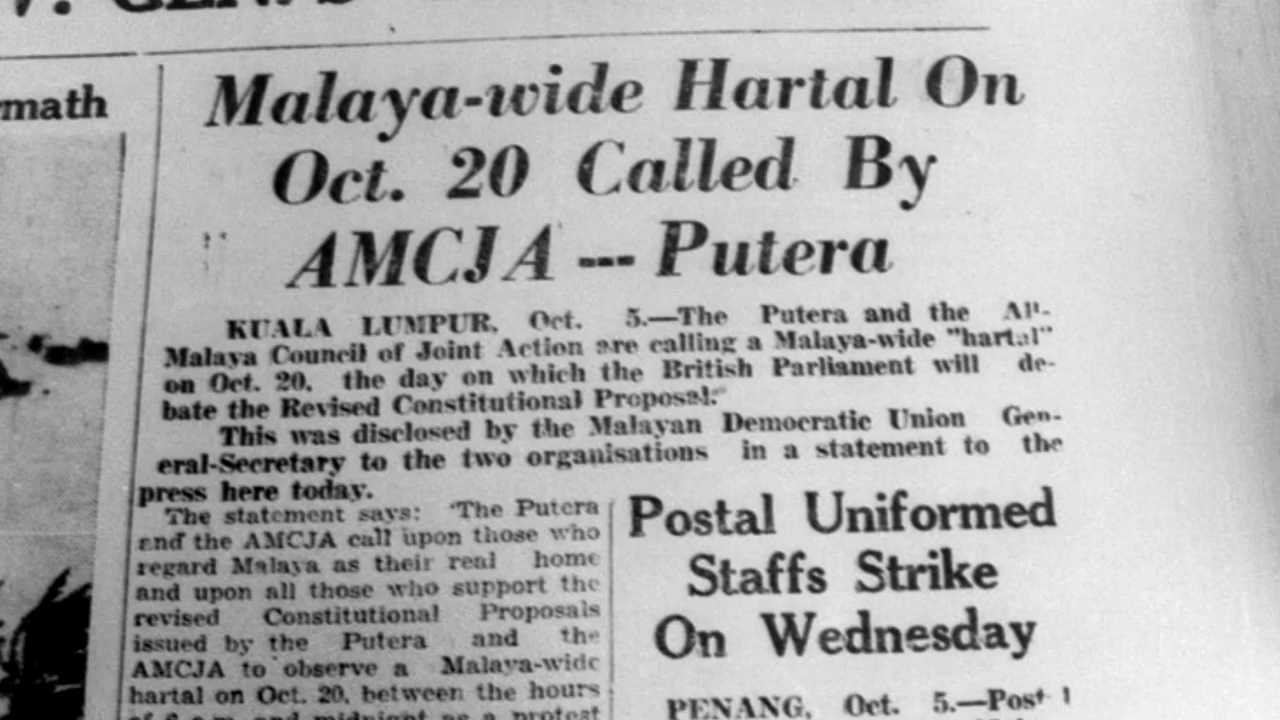 math
Malaya-wide Hartal On
Oct. 20 Called By
AMCJA --- Putera
KUALA LUMPUR, Oct. 5.—The Putera and the All-
Malaya Council of Joint Action are calling a Malaya-wide "hartal"
on Oct. 20, the day on which the British Parliament will de-
bate the Revised Constitutional Proposal.
This was disclosed by the Malayan Democratic Union Gen-
eral-Secretary to the two organisations in a statement to the
press here today.
The statement says: "The Putera
and the AMCJA call upon those who
regard Malaya as their real home
and upon all those who support the
revised Constitutional Proposals
issued by the Putera and the
AMCJA to observe a Malaya-wide
hartal on Oct. 20, between the hours
midnight as a protest
Postal Uniformed
Staffs Strike
On Wednesday
PENANG, Oct. 5.—Post